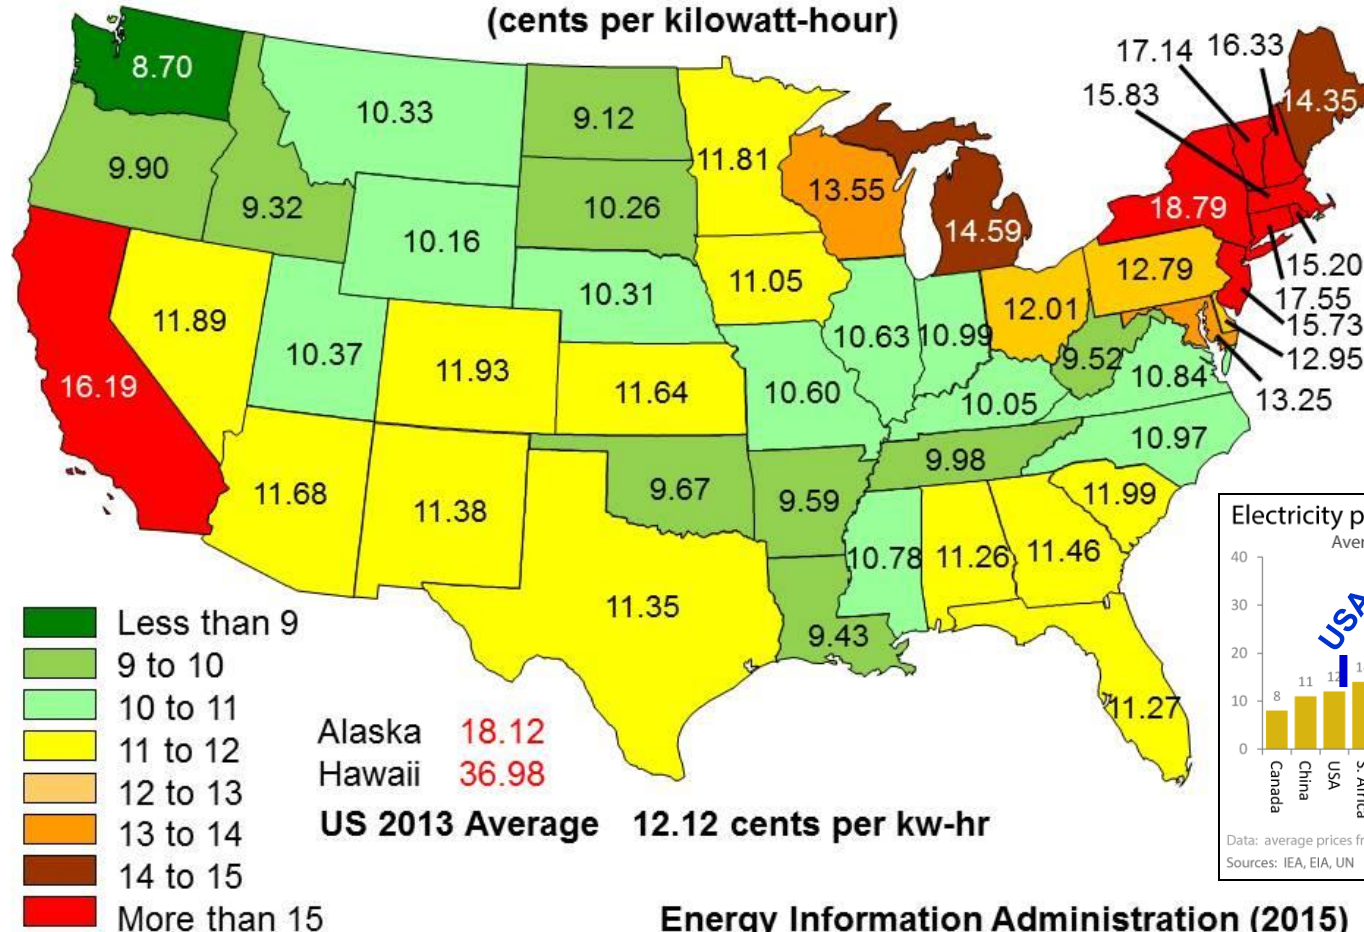 (cents per kilowatt-hour)
17.14 16.33
8.70
15.83
14.35
10.33
9.12
11.81
9.90
13.55
9.32
10.26
18.79
10.16
14.59
15.20
12.79
11.05
10.31
17.55
12.01
11.89
15.73
10.63
10.99
10.37
12.95
9.52
11.93
10.84
16.19
11.64
10.60
13.25
10.05
10.97
9.98
11.68
9.67
11.99
11.38
9.59
10.78
11.26
11.46
11.35
9.43
11.27
Less than 9
9 to 10
10 to 11
11 to 12
12 to 13
13 to 14
14 to 15
More than 15
Alaska 18.12
Hawaii 36.98
US 2013 Average 12.12 cents per kw-hr
Electricity p
Aver
40
30
20
10
0
USA
8
11
12
Canada
China
USA
S. Africa
Data: average prices fr
Sources: IEA, EIA, UN
Energy Information Administration (2015)